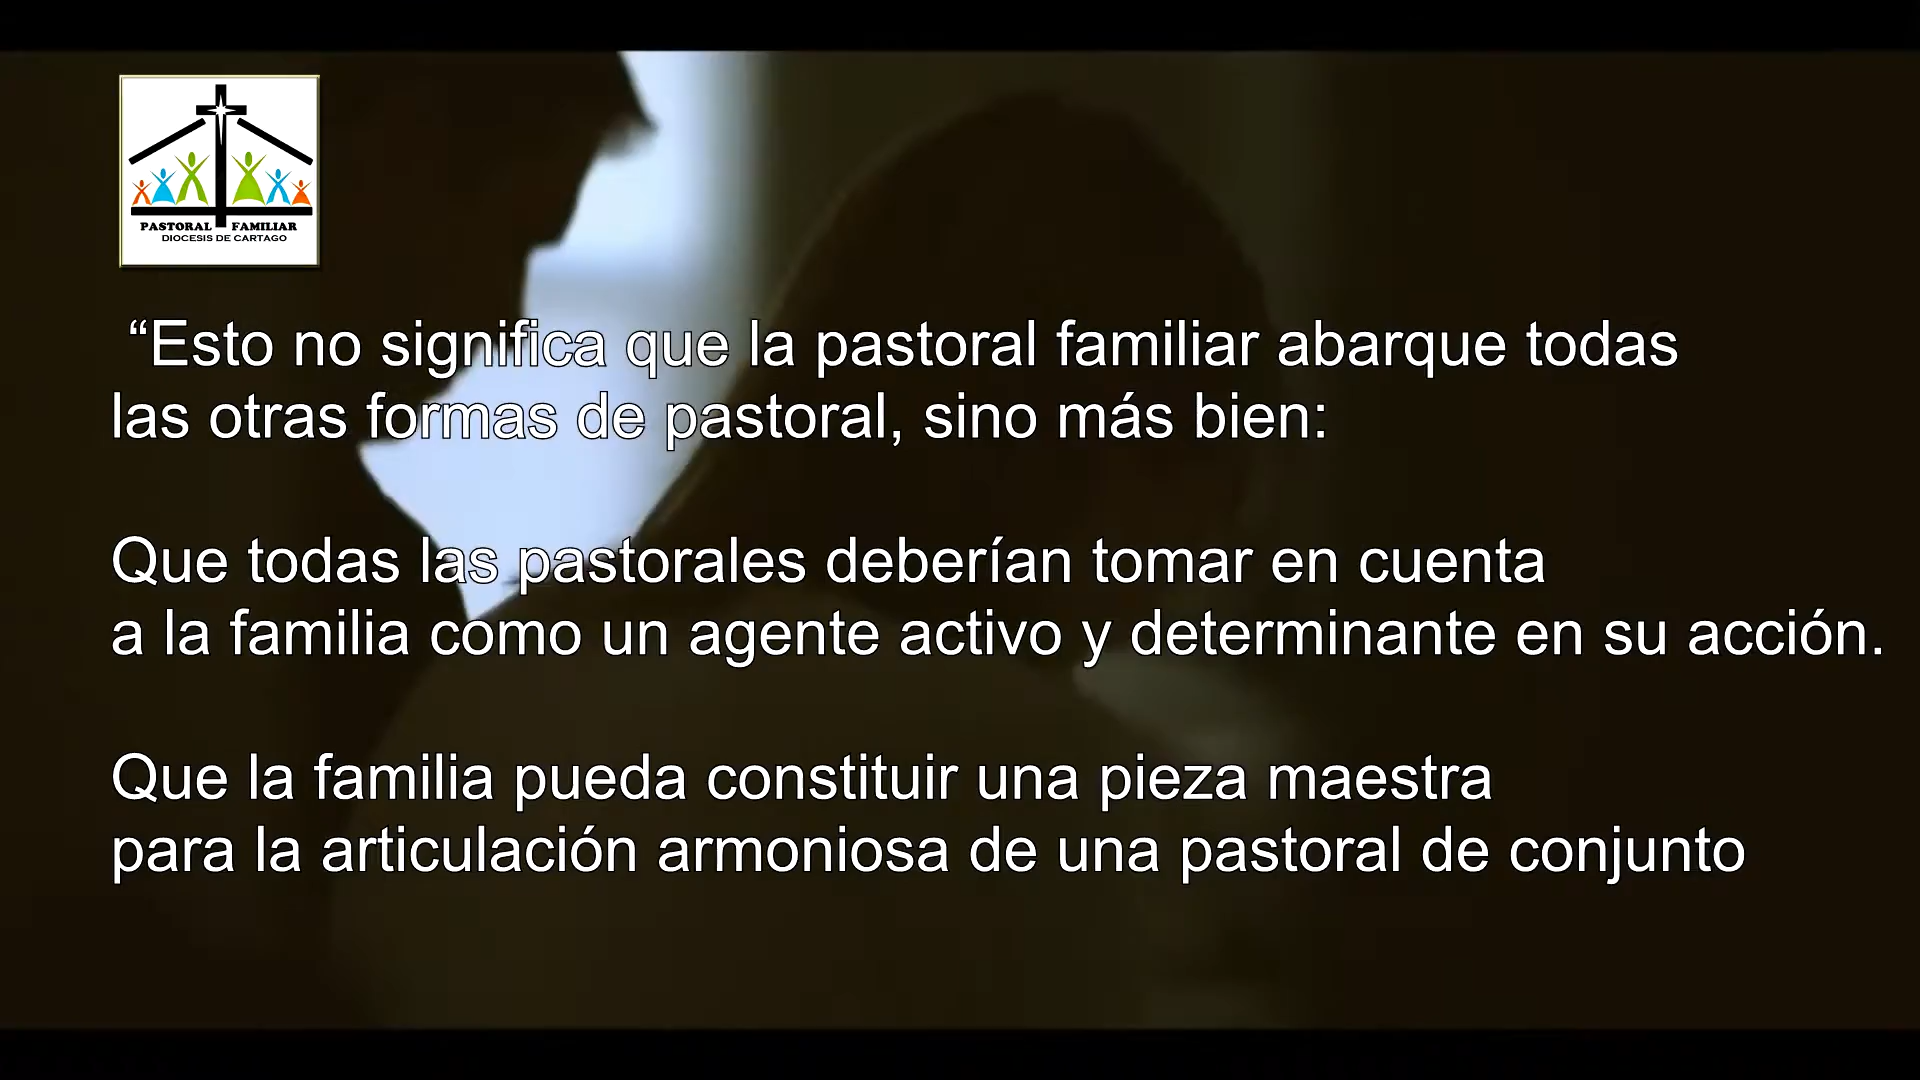 PASTORAL FAMILIAR
DIOCESIS DE CARTAGO
“Esto no significa que la pastoral familiar abarque todas
las otras formas de pastoral, sino más bien:
Que todas las pastorales deberían tomar en cuenta
a la familia como un agente activo y determinante en su acción.
Que la familia pueda constituir una pieza maestra
para la articulación armoniosa de una pastoral de conjunto